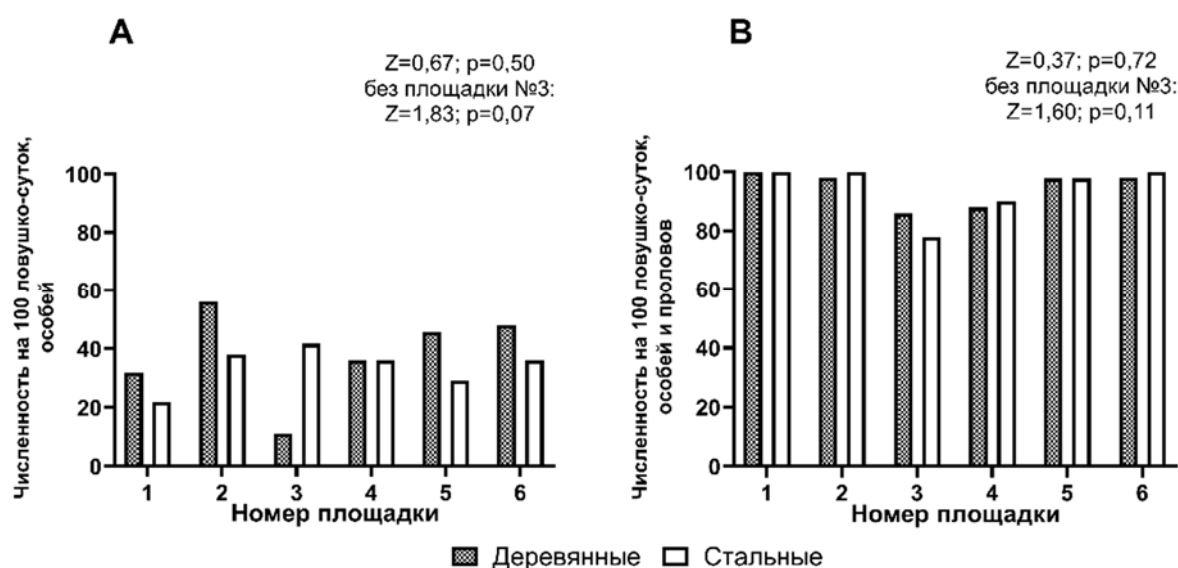 A
Z=0,67; p=0,50
без площадки №3:
Z=1,83; p=0,07
Численность на 100 ловушко-суток,
особей
100
80
60
40
20
0
1 2 3 4 5 6
Номер площадки
B
Z=0,37; p=0,72
без площадки №3:
Z=1,60; p=0,11
Численность на 100 ловушко-суток,
особей и проловов
100
80
60
40
20
0
1 2 3 4 5 6
Номер площадки
Деревянные Стальные